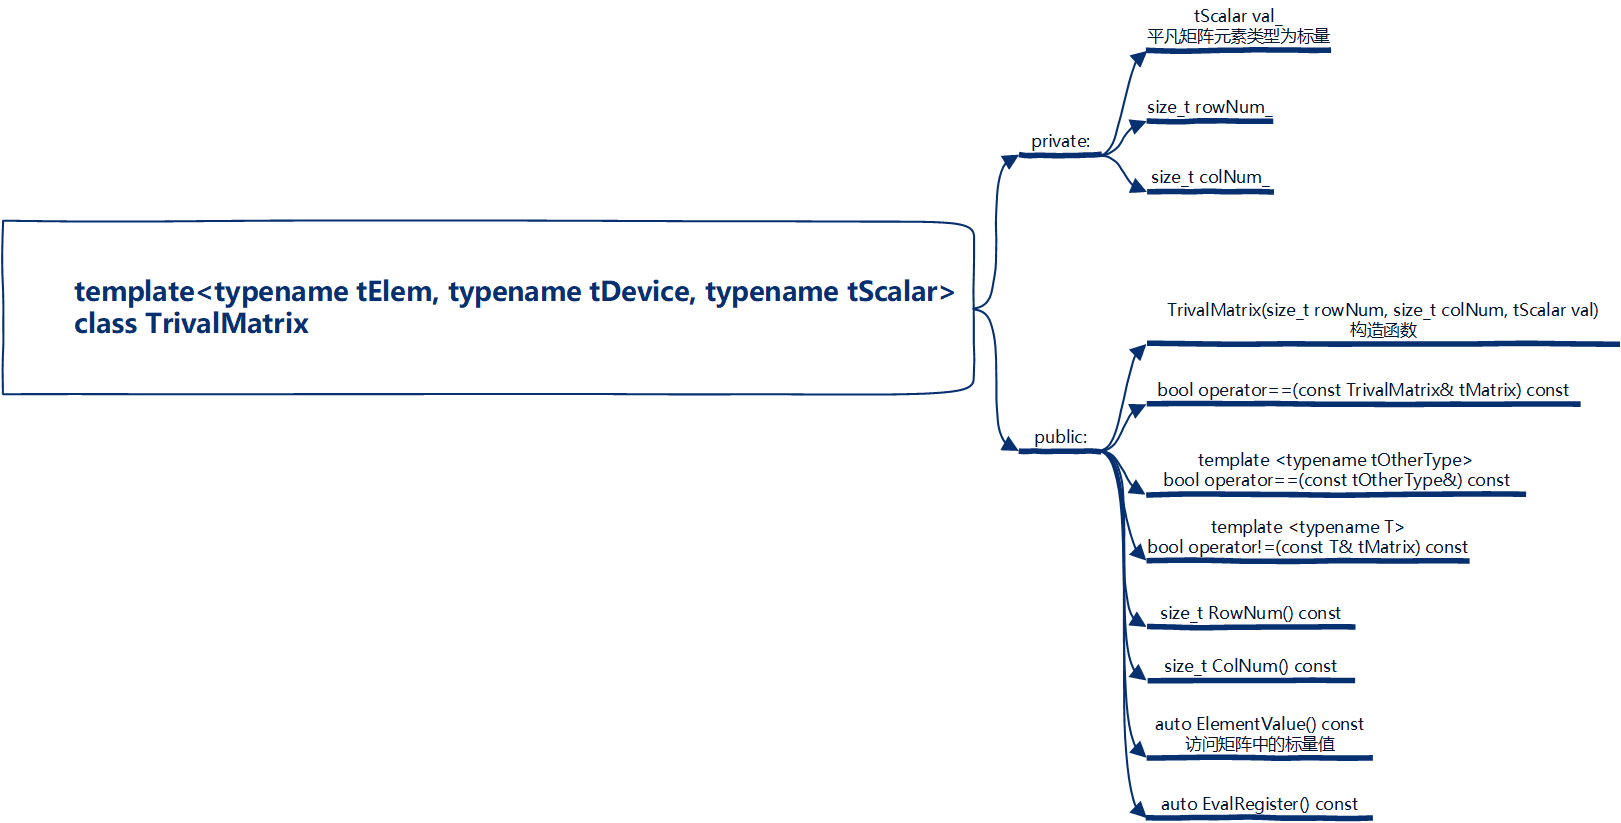 template<typename tElem, typename tDevice, typename tScalar>
class TrivalMatrix
private:
tScalar val_
平凡矩阵元素类型为标量
size_t rowNum_
size_t colNum_
public:
TrivalMatrix(size_t rowNum, size_t colNum, tScalar val)
构造函数
bool operator==(const TrivalMatrix& tMatrix) const
template <typename tOtherType>
bool operator==(const tOtherType&) const
template <typename T>
bool operator!=(const T& tMatrix) const
size_t RowNum() const
size_t ColNum() const
auto ElementValue() const
访问矩阵中的标量值
auto EvalRegister() const